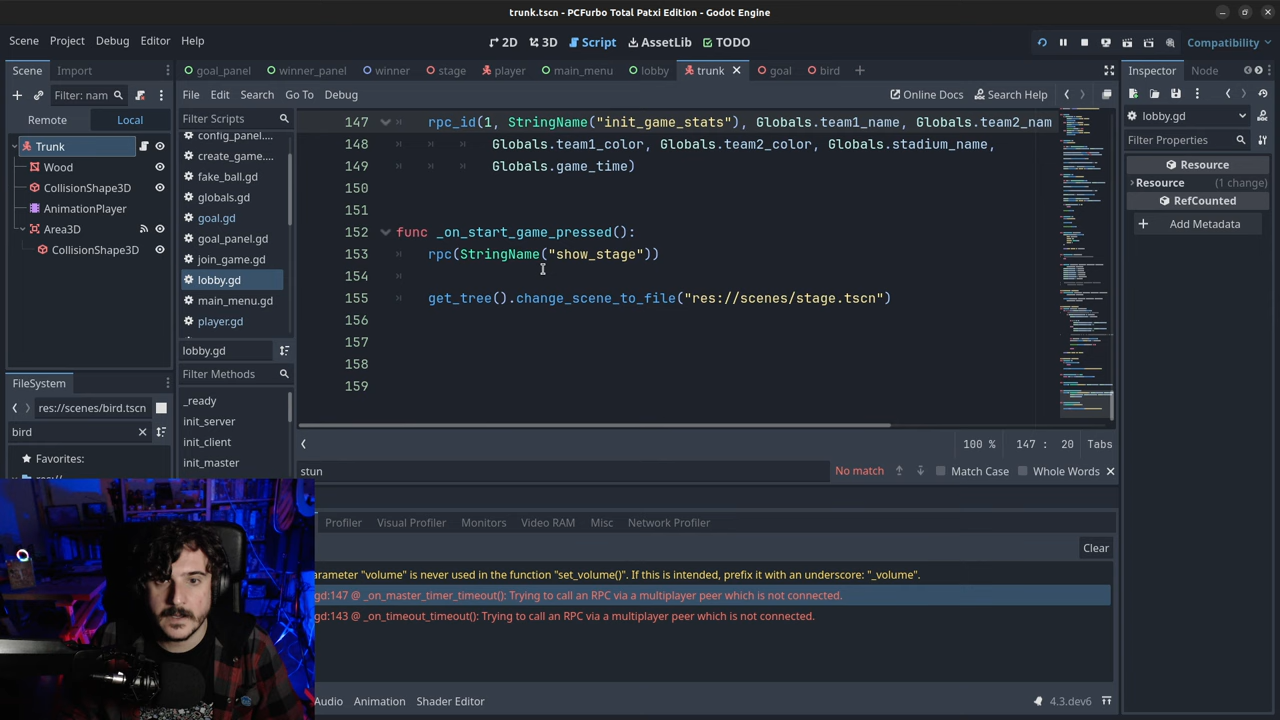 trunk.tscn - PCFurbo Total Patxi Edition - Godot Engine
Scene Project Debug Editor Help
2D 3D Script AssetLib TODO
Compatibility
Scene Import
goal_panel winner_panel winner stage player main_menu lobby trunk goal bird
Inspector Node
Filter: nam
File Edit Search Go To Debug
Online Docs Search Help
Remote Local
Filter Scripts
lobby.gd
Filter Properties
Trunk
Wood
CollisionShape3D
AnimationPlayer
Area3D
CollisionShape3D
config_panel....
create_game....
fake_ball.gd
globals.gd
goal.gd
goal_panel.gd
join_game.gd
lobby.gd
main_menu.gd
player.gd
lobby.gd
Filter Methods
_ready
init_server
init_client
init_master
147 rpc_id(1, StringName("init_game_stats"), Globals.team1_name, Globals.team2_nam
148 Globals.team1_color, Globals.team2_color, Globals.stadium_name,
149 Globals.game_time)
150
151
152 func _on_start_game_pressed():
153 rpc(StringName("show_stage"))
154
155 get_tree().change_scene_to_file("res://scenes/stage.tscn")
156
157
158
159
Resource
Resource (1 change)
RefCounted
Add Metadata
FileSystem
res://scenes/bird.tscn
bird
Favorites:
100 % 147 : 20 Tabs
stun
No match Match Case Whole Words
Profiler Visual Profiler Monitors Video RAM Misc Network Profiler
Clear
arameter "volume" is never used in the function "set_volume()". If this is intended, prefix it with an underscore: "_volume".
gd:147 @ _on_master_timer_timeout(): Trying to call an RPC via a multiplayer peer which is not connected.
gd:143 @ _on_timeout_timeout(): Trying to call an RPC via a multiplayer peer which is not connected.
Audio Animation Shader Editor
4.3.dev6